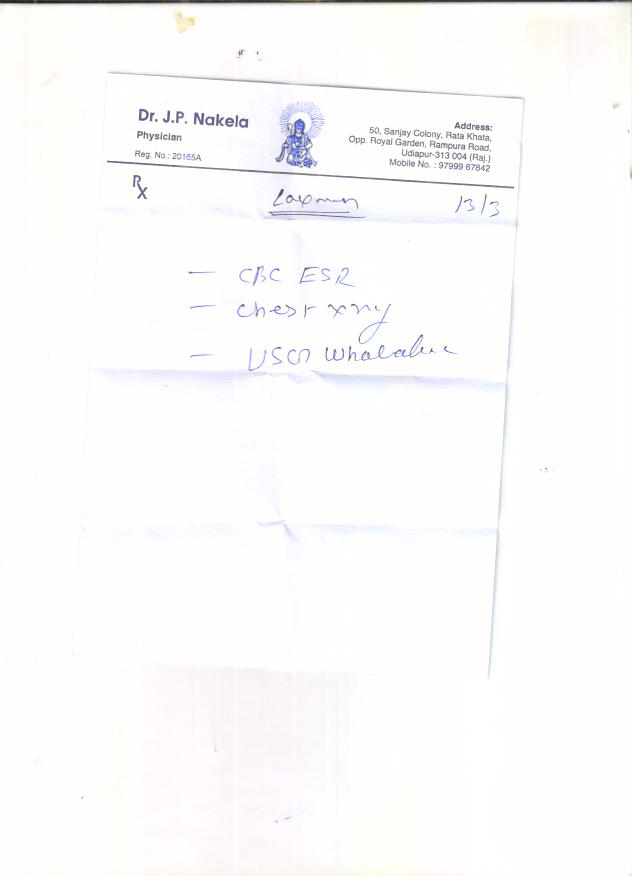 Dr. J.P. Nakela
Physician
Reg. No.: 20165A
Address:
50, Sanjay Colony, Rata Khata,
Opp. Royal Garden, Rampura Road,
Udiapur-313 004 (Raj.)
Mobile No. : 97999 67842
Rx
13/3
— CBC ESR
— Chest xray
— USG